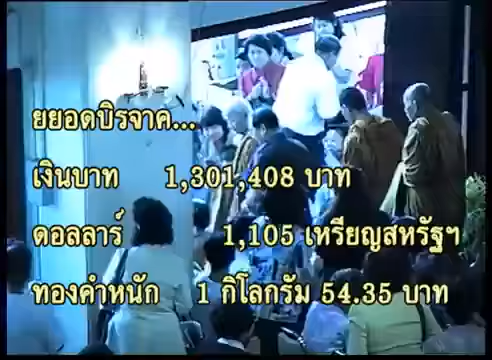 ยยอดบิรจาค...
เงินบาท 1,301,408 บาท
ดอลลาร์ 1,105 เหรียญสหรัฐฯ
ทองคำหนัก 1 กิโลกรัม 54.35 บาท